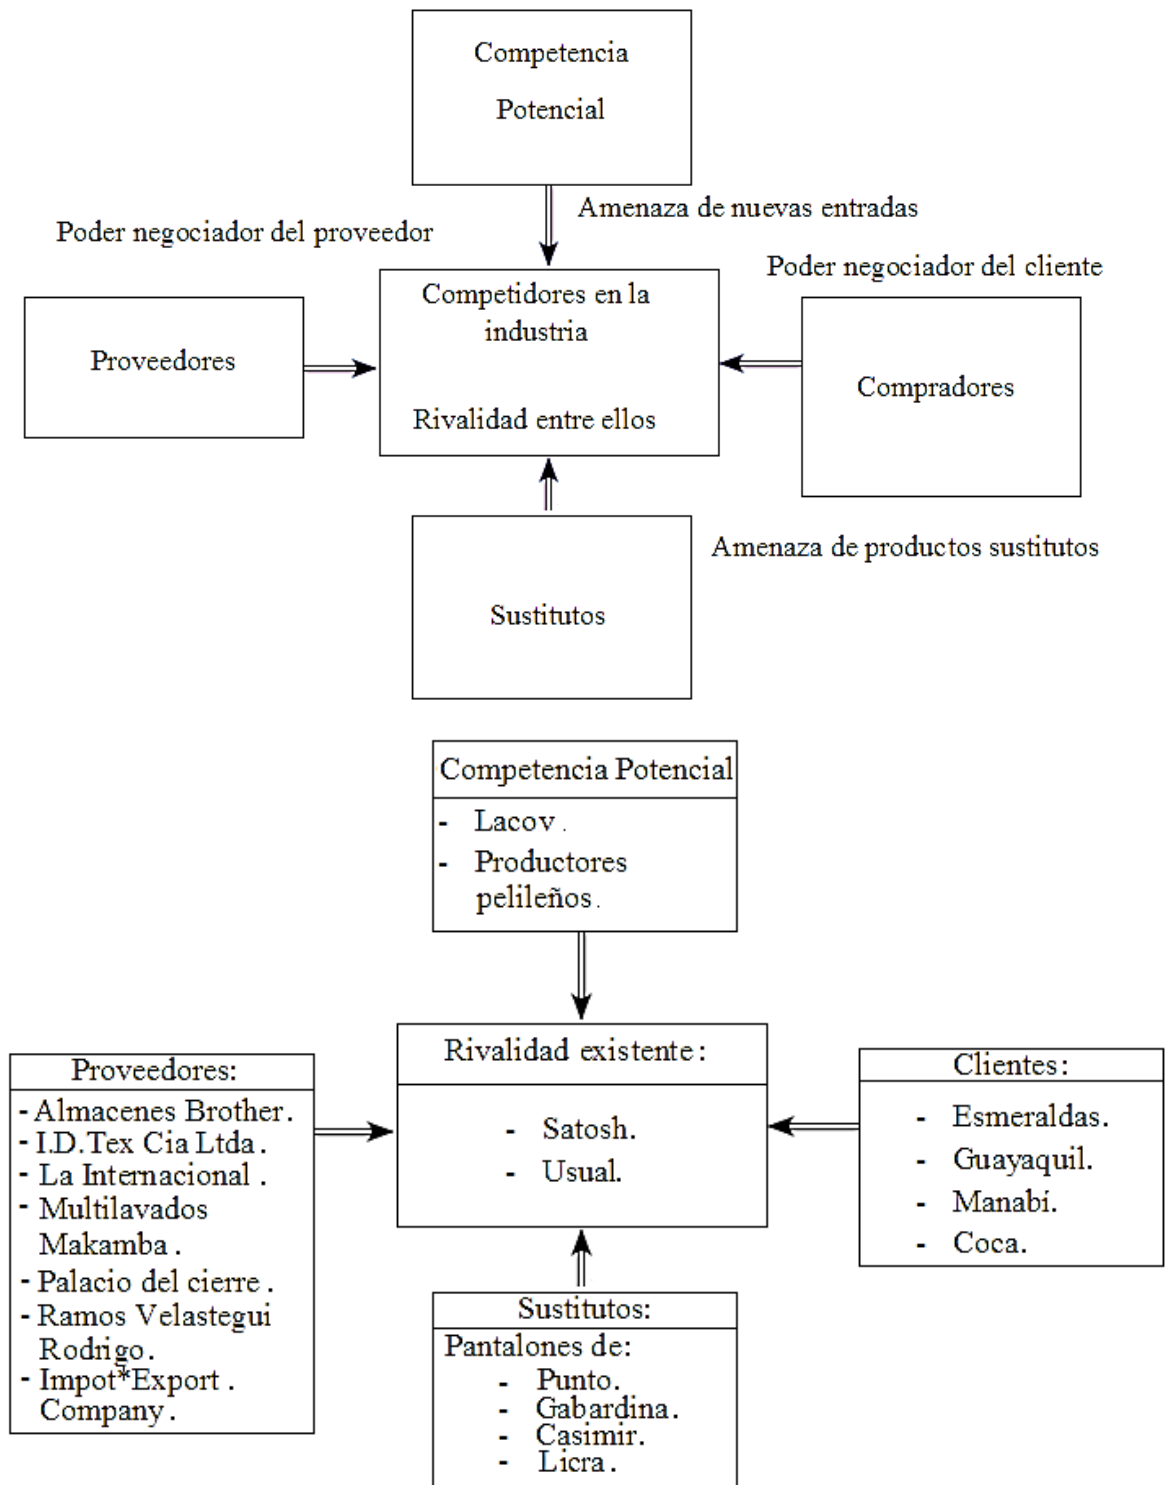 Competencia
Potencial
Amenaza de nuevas entradas
Poder negociador del proveedor
Poder negociador del cliente
Competidores en la
industria
Rivalidad entre ellos
Proveedores
Compradores
Amenaza de productos sustitutos
Sustitutos
Competencia Potencial
- Lacov.
- Productores
pelileños.
Rivalidad existente:
- Satosh.
- Usual.
Proveedores:
- Almacenes Brother.
- I.D.Tex Cia Ltda.
- La Internacional.
- Multilavados
Makamba.
- Palacio del cierre.
- Ramos Velastegui
Rodrigo.
- Impot*Export.
Company.
Clientes:
- Esmeraldas.
- Guayaquil.
- Manabí.
- Coca.
Sustitutos:
Pantalones de:
- Punto.
- Gabardina.
- Casimir.
- Licra.